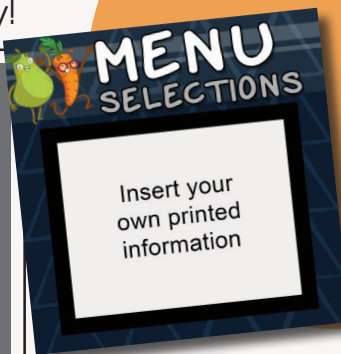 y!
MENU
SELECTIONS
Insert your
own printed
information